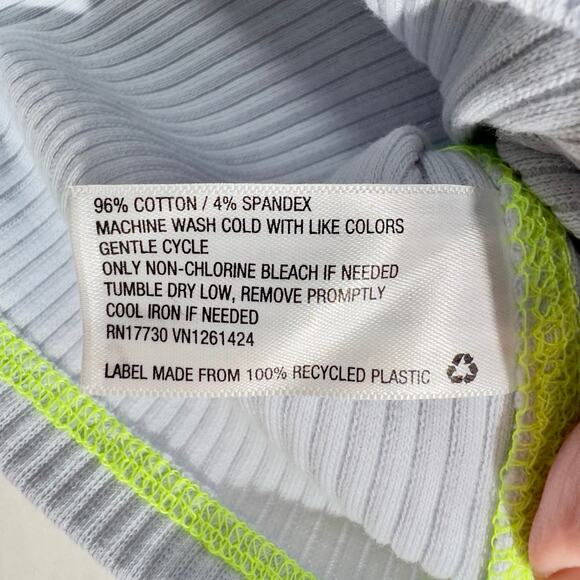 96% COTTON / 4% SPANDEX
MACHINE WASH COLD WITH LIKE COLORS
GENTLE CYCLE
ONLY NON-CHLORINE BLEACH IF NEEDED
TUMBLE DRY LOW, REMOVE PROMPTLY
COOL IRON IF NEEDED
RN17730 VN1261424
LABEL MADE FROM 100% RECYCLED PLASTIC